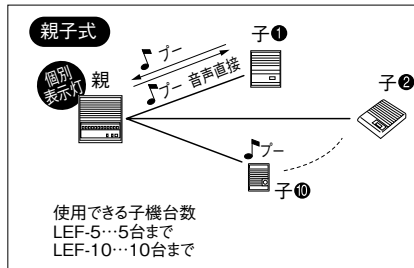 親子式
プー
子❶
個別
表示灯
親
プー 音声直接
子❷
プー
子❿
使用できる子機台数
LEF-5…5台まで
LEF-10…10台まで